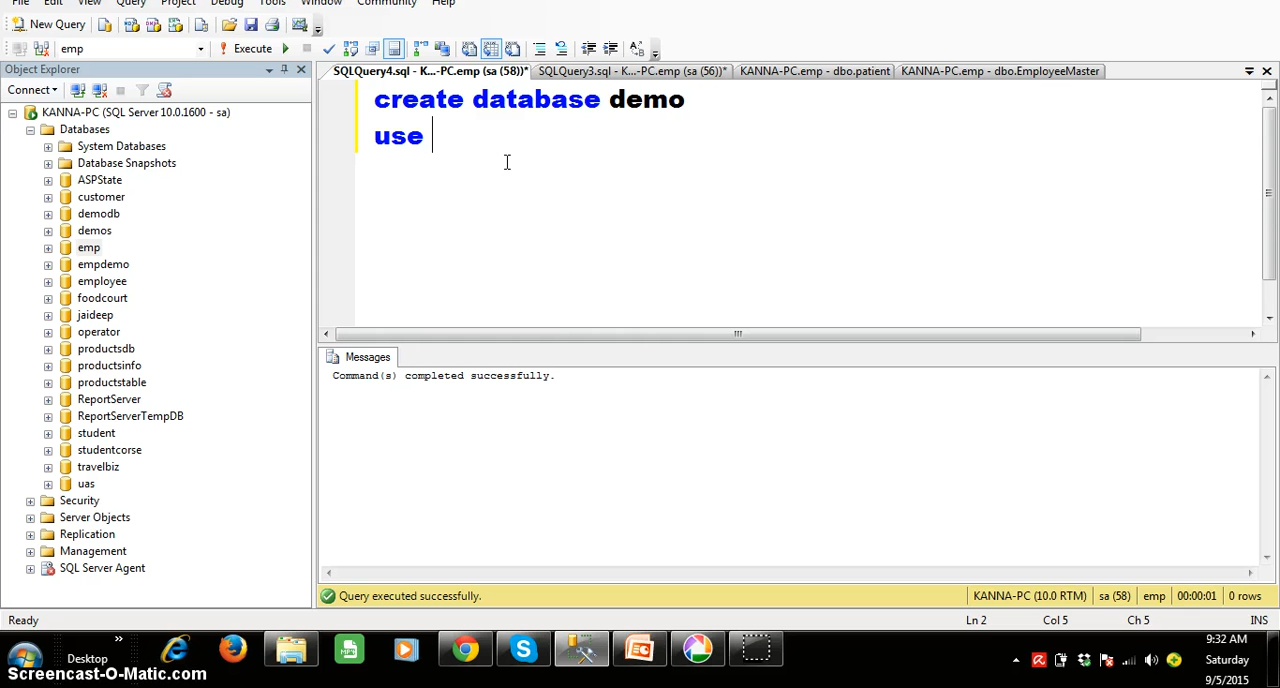 File Edit View Query Project Debug Tools Window Community Help
New Query
emp Execute
Object Explorer
Connect
KANNA-PC (SQL Server 10.0.1600 - sa)
Databases
System Databases
Database Snapshots
ASPState
customer
demodb
demos
emp
empdemo
employee
foodcourt
jaideep
operator
productsdb
productsinfo
productstable
ReportServer
ReportServerTempDB
student
studentcorse
travelbiz
uas
Security
Server Objects
Replication
Management
SQL Server Agent
SQLQuery4.sql - K...-PC.emp (sa (58))* SQLQuery3.sql - K...-PC.emp (sa (56))* KANNA-PC.emp - dbo.patient KANNA-PC.emp - dbo.EmployeeMaster
create database demo
use
Messages
Command(s) completed successfully.
Query executed successfully. KANNA-PC (10.0 RTM) sa (58) emp 00:00:01 0 rows
Ready Ln 2 Col 5 Ch 5 INS
Desktop
9:32 AM
Saturday
9/5/2015
Screencast-O-Matic.com